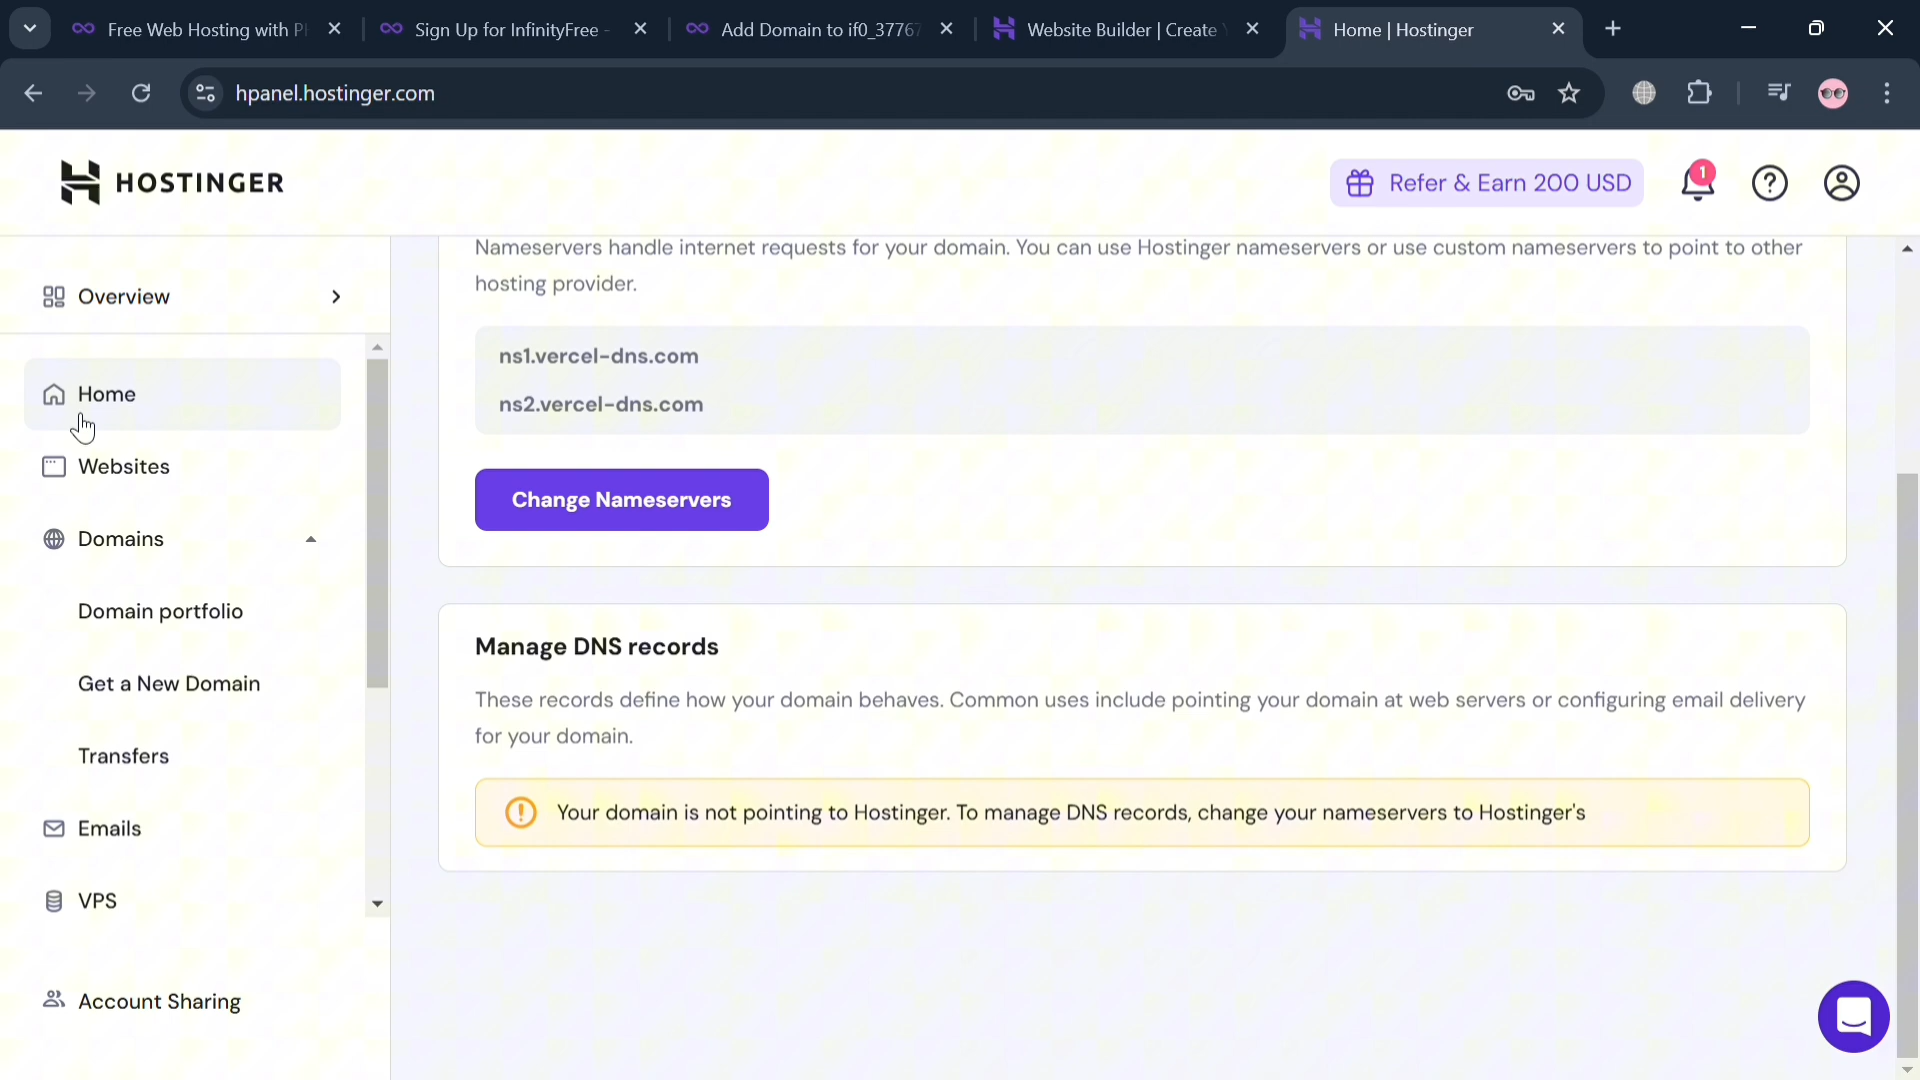 Free Web Hosting with P
Sign Up for InfinityFree -
Add Domain to if0_3776
Website Builder | Create
Home | Hostinger
hpanel.hostinger.com
HOSTINGER
Refer & Earn 200 USD
1
Overview
Home
Websites
Domains
Domain portfolio
Get a New Domain
Transfers
Emails
VPS
Account Sharing
Nameservers handle internet requests for your domain. You can use Hostinger nameservers or use custom nameservers to point to other
hosting provider.
ns1.vercel-dns.com
ns2.vercel-dns.com
Change Nameservers
Manage DNS records
These records define how your domain behaves. Common uses include pointing your domain at web servers or configuring email delivery
for your domain.
Your domain is not pointing to Hostinger. To manage DNS records, change your nameservers to Hostinger's